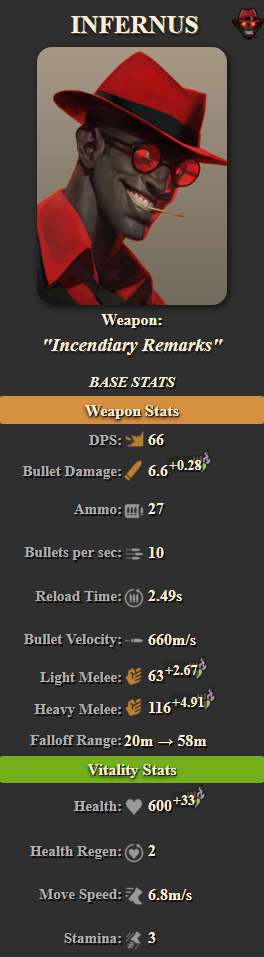 INFERNUS
Weapon:
"Incendiary Remarks"
BASE STATS
Weapon Stats
DPS: 66
Bullet Damage: 6.6+0.28
Ammo: 27
Bullets per sec: 10
Reload Time: 2.49s
Bullet Velocity: 660m/s
Light Melee: 63+2.67
Heavy Melee: 116+4.91
Falloff Range: 20m → 58m
Vitality Stats
Health: 600+33
Health Regen: 2
Move Speed: 6.8m/s
Stamina: 3